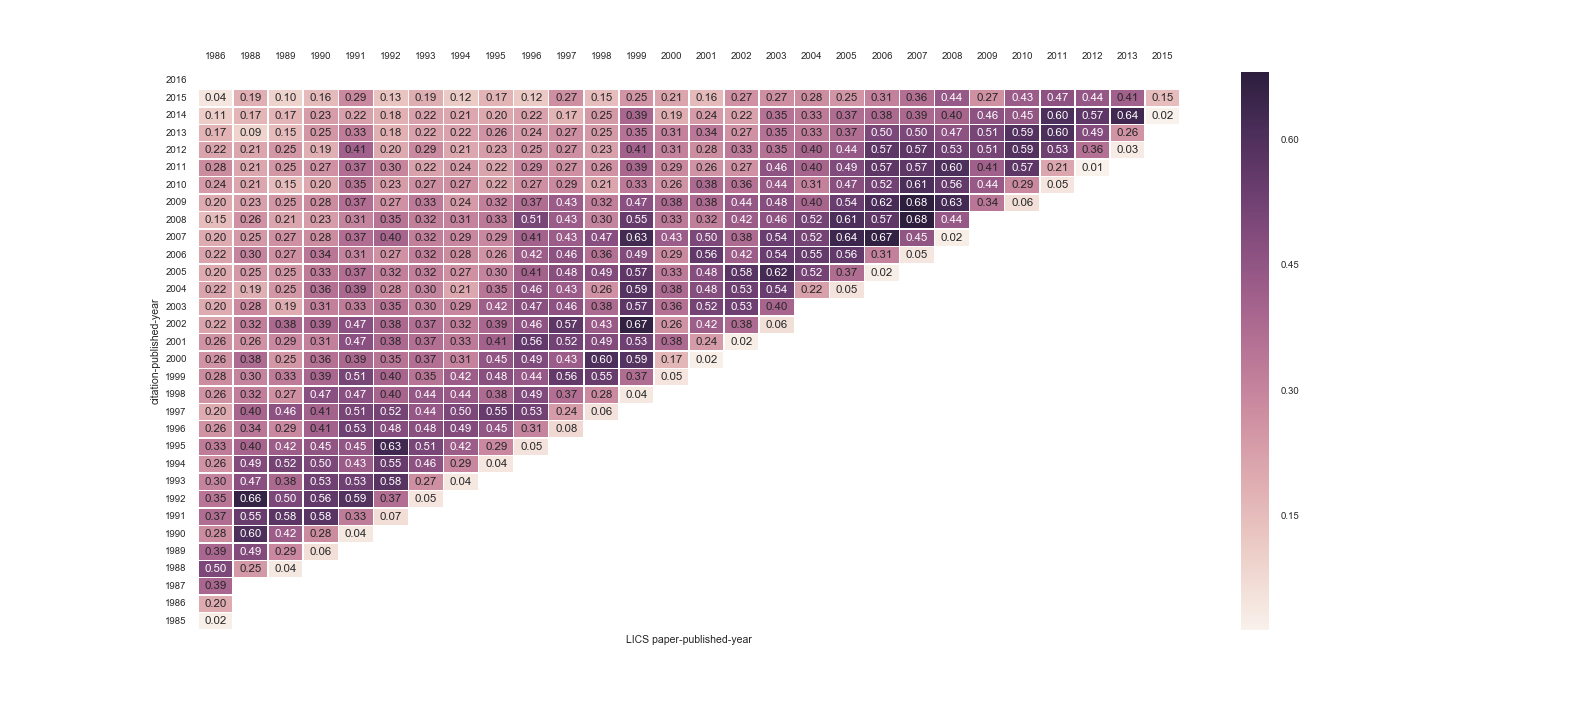 1986 1988 1989 1990 1991 1992 1993 1994 1995 1996 1997 1998 1999 2000 2001 2002 2003 2004 2005 2006 2007 2008 2009 2010 2011 2012 2013 2015
2016
2015 0.04 0.19 0.10 0.16 0.29 0.13 0.19 0.12 0.17 0.12 0.27 0.15 0.25 0.21 0.16 0.27 0.27 0.28 0.25 0.31 0.36 0.44 0.27 0.43 0.47 0.44 0.41 0.15
2014 0.11 0.17 0.17 0.23 0.22 0.18 0.22 0.21 0.20 0.22 0.17 0.25 0.39 0.19 0.24 0.22 0.35 0.33 0.37 0.38 0.39 0.40 0.46 0.45 0.60 0.57 0.64 0.02
2013 0.17 0.09 0.15 0.25 0.33 0.18 0.22 0.22 0.26 0.24 0.27 0.25 0.35 0.31 0.34 0.27 0.35 0.33 0.37 0.50 0.50 0.47 0.51 0.59 0.60 0.49 0.26
2012 0.22 0.21 0.25 0.19 0.41 0.20 0.29 0.21 0.23 0.25 0.27 0.23 0.41 0.31 0.28 0.33 0.35 0.40 0.44 0.57 0.57 0.53 0.51 0.59 0.53 0.36 0.03
2011 0.28 0.21 0.25 0.27 0.37 0.30 0.22 0.24 0.22 0.29 0.27 0.26 0.39 0.29 0.26 0.27 0.46 0.40 0.49 0.57 0.58 0.60 0.41 0.57 0.21 0.01
2010 0.24 0.21 0.15 0.20 0.35 0.23 0.27 0.27 0.22 0.27 0.29 0.21 0.33 0.26 0.38 0.36 0.44 0.31 0.47 0.52 0.61 0.56 0.44 0.29 0.05
2009 0.20 0.23 0.25 0.28 0.37 0.27 0.33 0.24 0.32 0.37 0.43 0.32 0.47 0.38 0.38 0.44 0.48 0.40 0.54 0.62 0.68 0.63 0.34 0.06
2008 0.15 0.26 0.21 0.23 0.31 0.35 0.32 0.31 0.33 0.51 0.43 0.30 0.55 0.33 0.32 0.42 0.46 0.52 0.61 0.57 0.68 0.44
2007 0.20 0.25 0.27 0.28 0.37 0.40 0.32 0.29 0.29 0.41 0.43 0.47 0.63 0.43 0.50 0.38 0.54 0.52 0.64 0.67 0.45 0.02
2006 0.22 0.30 0.27 0.34 0.31 0.27 0.32 0.28 0.26 0.42 0.46 0.36 0.49 0.29 0.56 0.42 0.54 0.55 0.56 0.31 0.05
2005 0.20 0.25 0.25 0.33 0.37 0.32 0.32 0.27 0.30 0.41 0.48 0.49 0.57 0.33 0.48 0.58 0.62 0.52 0.37 0.02
2004 0.22 0.19 0.25 0.36 0.39 0.28 0.30 0.21 0.35 0.46 0.43 0.26 0.59 0.38 0.48 0.53 0.54 0.22 0.05
2003 0.20 0.28 0.19 0.31 0.33 0.35 0.30 0.29 0.42 0.47 0.46 0.38 0.57 0.36 0.52 0.53 0.40
2002 0.22 0.32 0.38 0.39 0.47 0.38 0.37 0.32 0.39 0.46 0.57 0.43 0.67 0.26 0.42 0.38 0.06
2001 0.26 0.26 0.29 0.31 0.47 0.38 0.37 0.33 0.41 0.56 0.52 0.49 0.53 0.38 0.24 0.02
2000 0.26 0.38 0.25 0.36 0.39 0.35 0.37 0.31 0.45 0.49 0.43 0.60 0.59 0.17 0.02
1999 0.28 0.30 0.33 0.39 0.51 0.40 0.35 0.42 0.48 0.44 0.56 0.55 0.37 0.05
1998 0.26 0.32 0.27 0.47 0.47 0.40 0.44 0.44 0.38 0.49 0.37 0.28 0.04
1997 0.20 0.40 0.46 0.41 0.51 0.52 0.44 0.50 0.55 0.53 0.24 0.06
1996 0.26 0.34 0.29 0.41 0.53 0.48 0.48 0.49 0.45 0.31 0.08
1995 0.33 0.40 0.42 0.45 0.45 0.63 0.51 0.42 0.29 0.05
1994 0.26 0.49 0.52 0.50 0.43 0.55 0.46 0.29 0.04
1993 0.30 0.47 0.38 0.53 0.53 0.58 0.27 0.04
1992 0.35 0.66 0.50 0.56 0.59 0.37 0.05
1991 0.37 0.55 0.58 0.58 0.33 0.07
1990 0.28 0.60 0.42 0.28 0.04
1989 0.39 0.49 0.29 0.06
1988 0.50 0.25 0.04
1987 0.39
1986 0.20
1985 0.02
citation-published-year
LICS paper-published-year
0.60
0.45
0.30
0.15